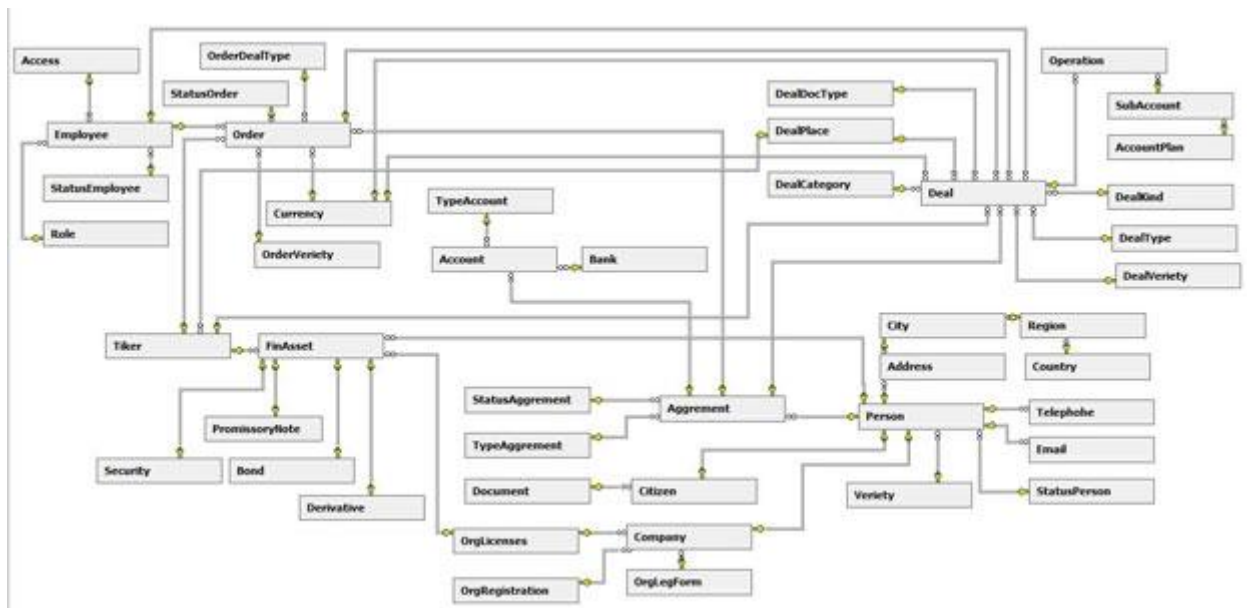 Access
OrderDealType
Operation
StatusOrder
DealDocType
SubAccount
Employee
Order
DealPlace
AccountPlan
StatusEmployee
DealCategory
Deal
DealKind
TypeAccount
Currency
Role
OrderVeriety
DealType
Account
Bank
DealVeriety
City
Region
Tiker
FinAsset
Address
Country
StatusAggrement
Aggrement
Person
Telephohe
PromissoryNote
TypeAggrement
Email
Security
Bond
Document
Citizen
Veriety
StatusPerson
Derivative
OrgLicenses
Company
OrgRegistration
OrgLegForm